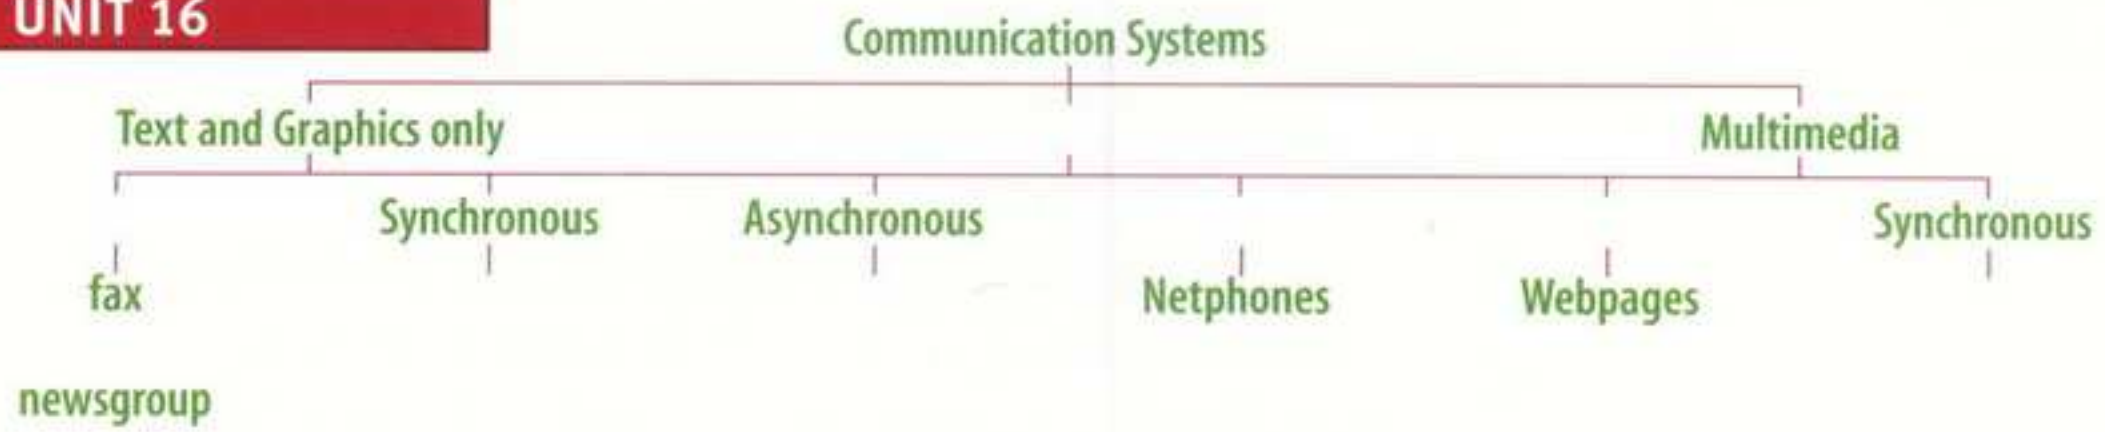 UNIT 16
Communication Systems
Text and Graphics only
Multimedia
Synchronous
Asynchronous
Synchronous
fax
Netphones
Webpages
newsgroup